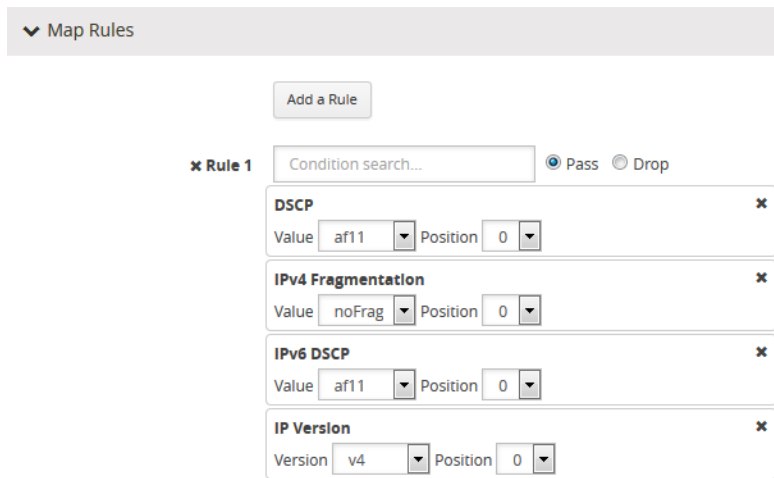 Map Rules
Add a Rule
Rule 1 Condition search... Pass Drop
DSCP
Value af11 Position 0
IPv4 Fragmentation
Value noFrag Position 0
IPv6 DSCP
Value af11 Position 0
IP Version
Version v4 Position 0